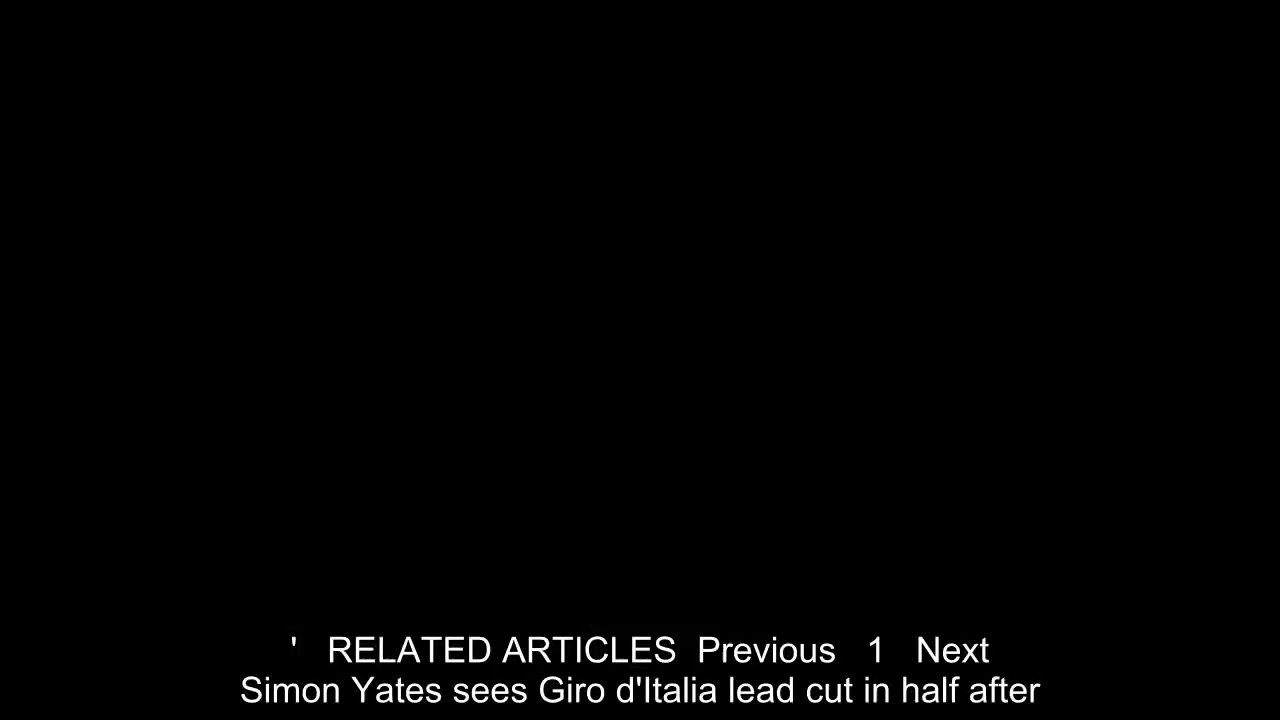 ' RELATED ARTICLES Previous 1 Next
Simon Yates sees Giro d'Italia lead cut in half after